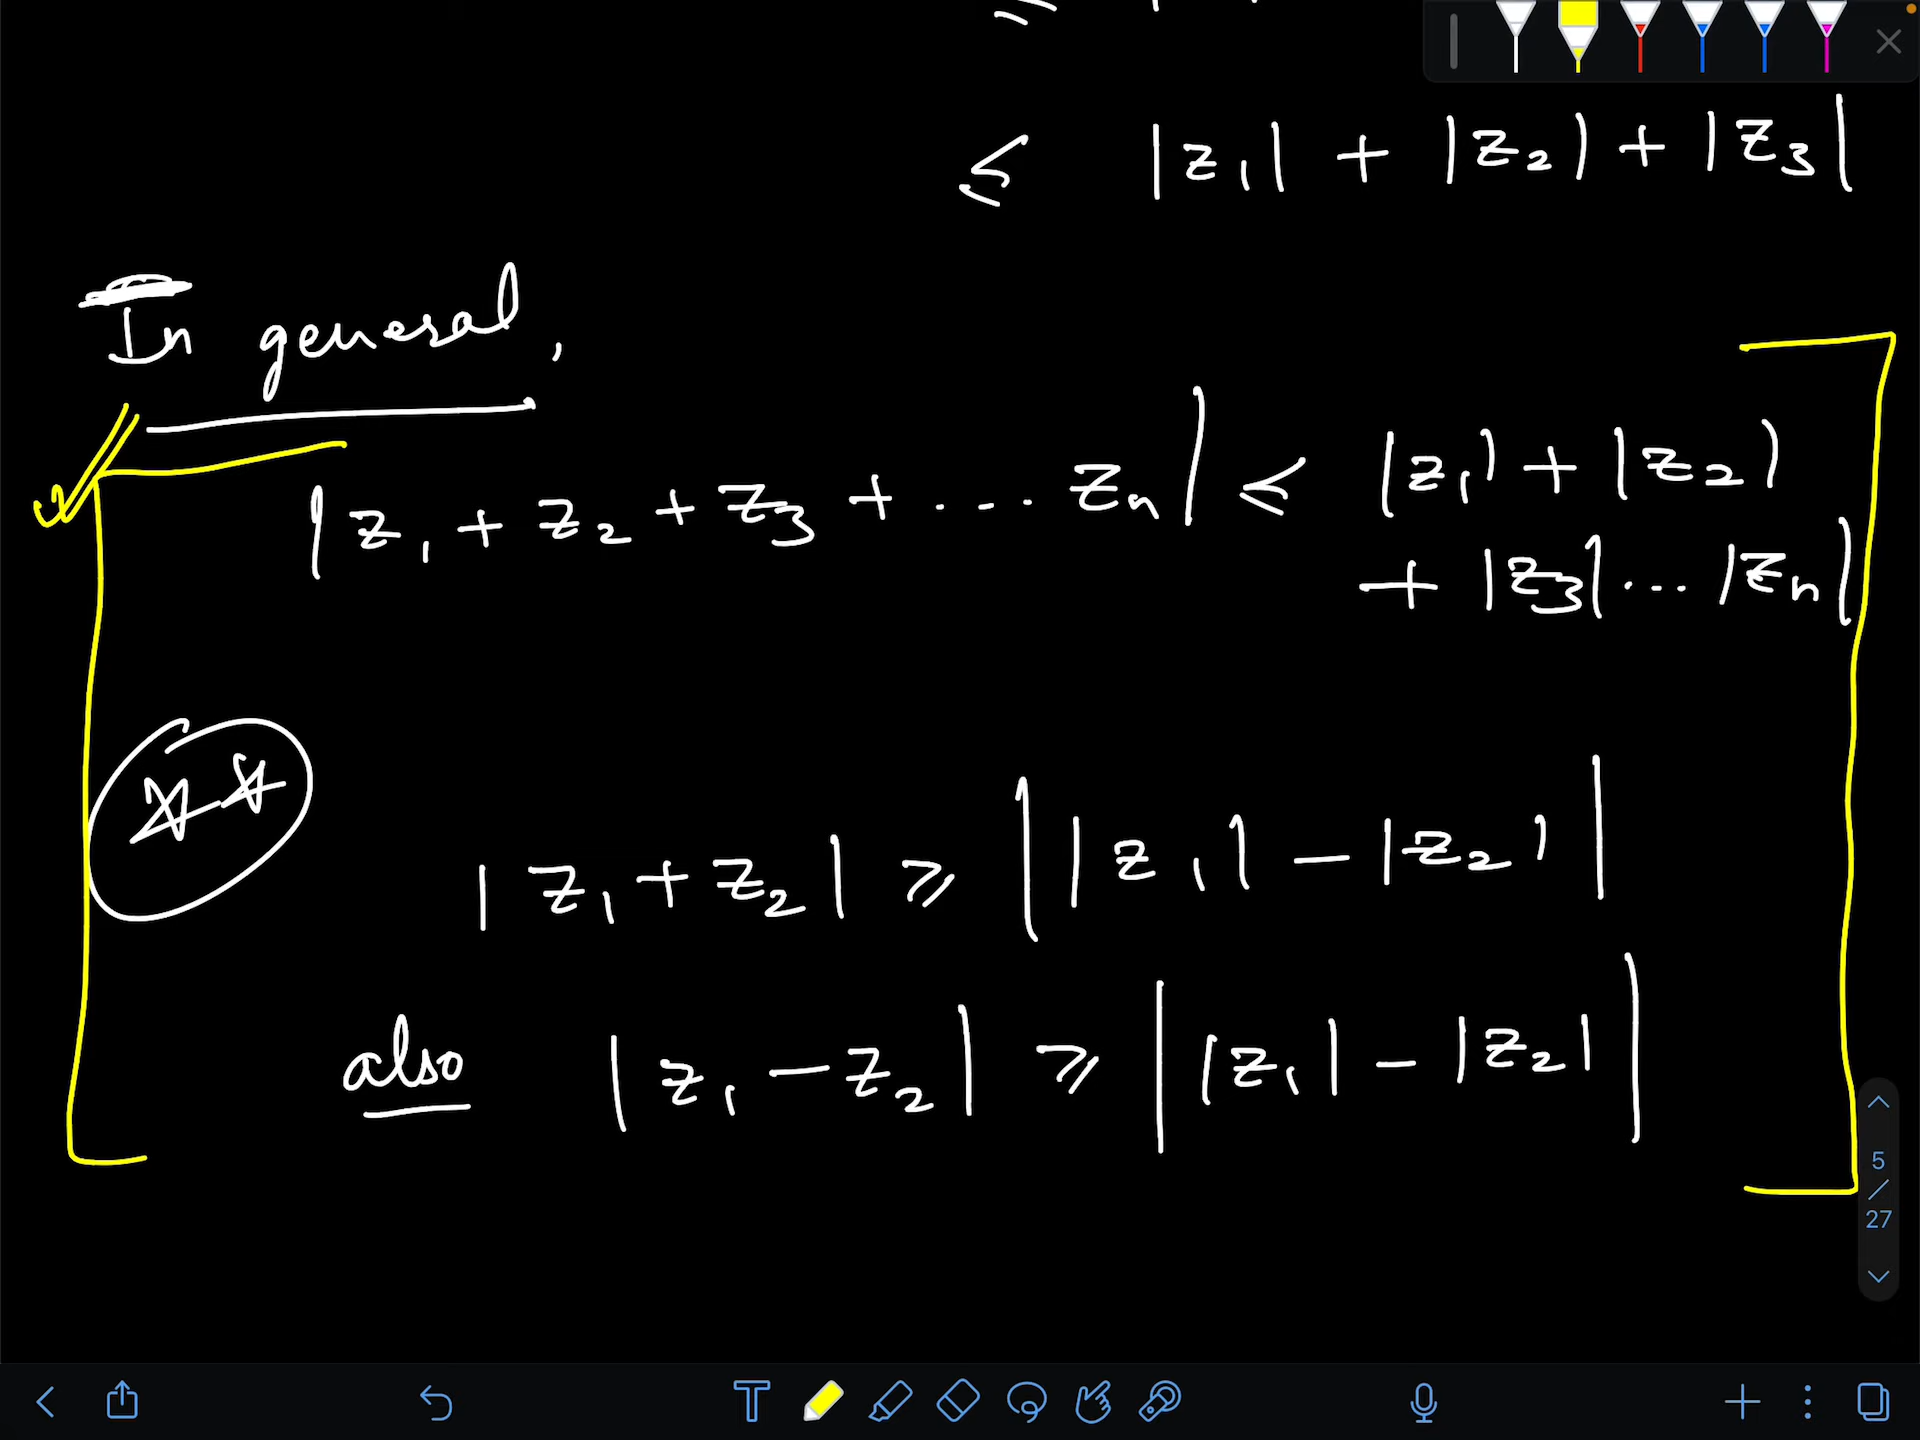 ≤ |z₁| + |z₂| + |z₃|
In general,
|z₁ + z₂ + z₃ + ... zₙ| ≤ |z₁| + |z₂|
+ |z₃| ... |zₙ|
|z₁ + z₂| ≥ ||z₁| - |z₂||
also |z₁ - z₂| ≥ ||z₁| - |z₂||
5
/
27